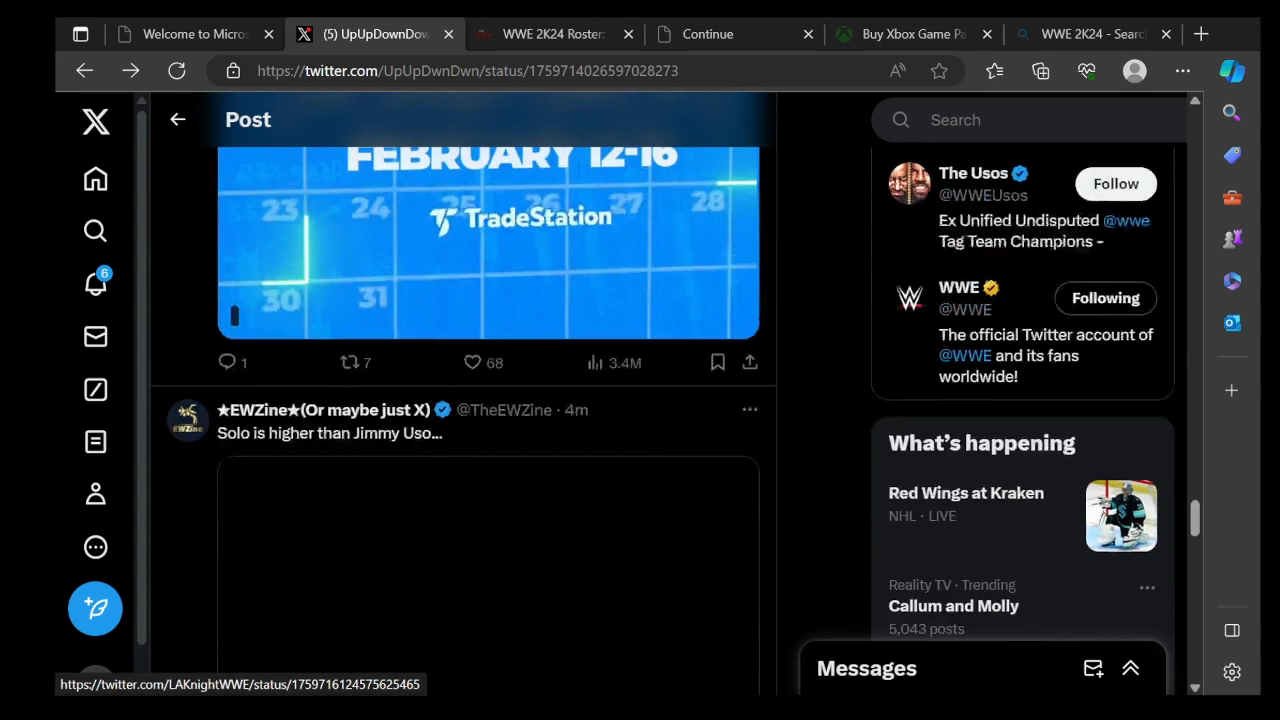 Welcome to Micros
(5) UpUpDownDow
WWE 2K24 Roster:
Continue
Buy Xbox Game Pa
WWE 2K24 - Searc
https://twitter.com/UpUpDwnDwn/status/1759714026597028273
Post
Search
6
FEBRUARY 12-16
23 24 25 26 27 28
TradeStation
30 31
1 7 68 3.4M
★EWZine★(Or maybe just X) @TheEWZine · 4m
Solo is higher than Jimmy Uso...
The Usos
@WWEUsos
Follow
Ex Unified Undisputed @wwe
Tag Team Champions -
WWE
@WWE
Following
The official Twitter account of
@WWE and its fans
worldwide!
What's happening
Red Wings at Kraken
NHL · LIVE
Reality TV · Trending
Callum and Molly
5,043 posts
Messages
https://twitter.com/LAKnightWWE/status/1759716124575625465